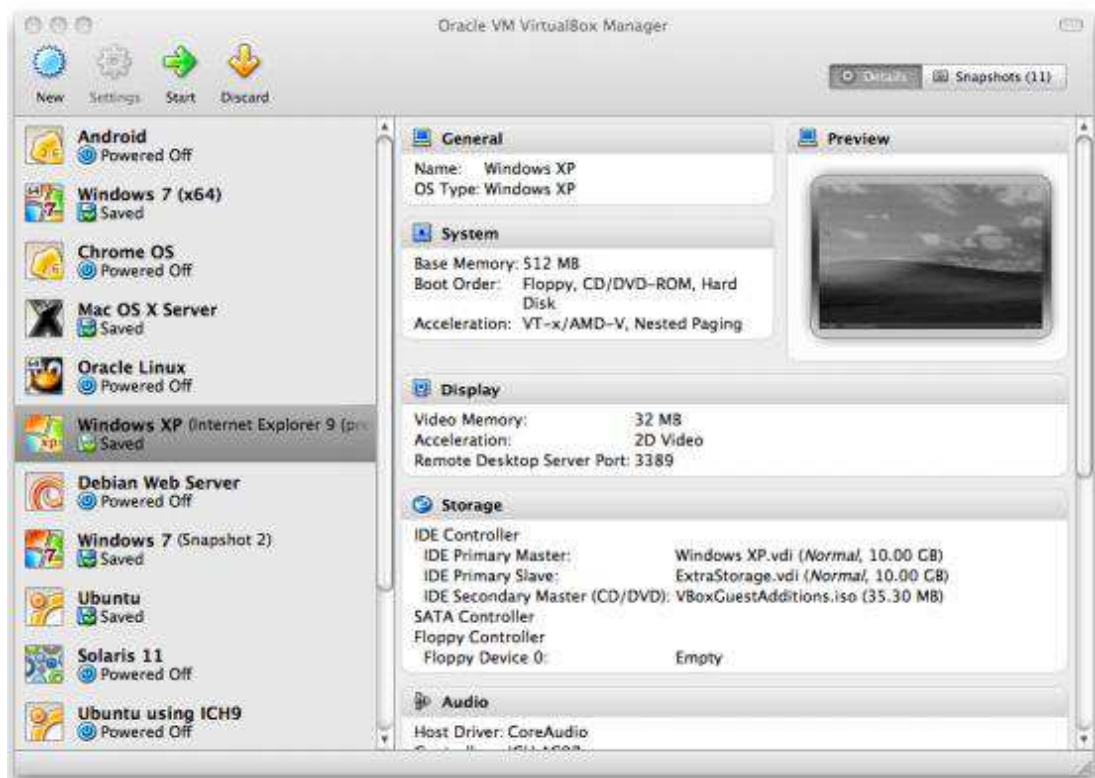 Oracle VM VirtualBox Manager
New
Settings
Start
Discard
Details
Snapshots (11)
Android
Powered Off
Windows 7 (x64)
Saved
Chrome OS
Powered Off
Mac OS X Server
Saved
Oracle Linux
Powered Off
Windows XP (Internet Explorer 9 (pre
Saved
Debian Web Server
Powered Off
Windows 7 (Snapshot 2)
Saved
Ubuntu
Saved
Solaris 11
Powered Off
Ubuntu using ICH9
Powered Off
General
Name: Windows XP
OS Type: Windows XP
Preview
System
Base Memory: 512 MB
Boot Order: Floppy, CD/DVD-ROM, Hard
Disk
Acceleration: VT-x/AMD-V, Nested Paging
Display
Video Memory: 32 MB
Acceleration: 2D Video
Remote Desktop Server Port: 3389
Storage
IDE Controller
IDE Primary Master: Windows XP.vdi (Normal, 10.00 GB)
IDE Primary Slave: ExtraStorage.vdi (Normal, 10.00 GB)
IDE Secondary Master (CD/DVD): VBoxGuestAdditions.iso (35.30 MB)
SATA Controller
Floppy Controller
Floppy Device 0: Empty
Audio
Host Driver: CoreAudio